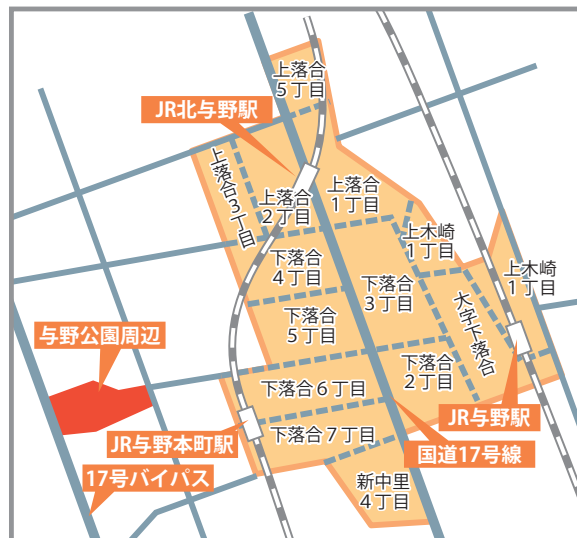 上落合
5丁目
JR北与野駅
上落合3丁目
上落合
2丁目
上落合
1丁目
上木崎
1丁目
上木崎
1丁目
下落合
4丁目
下落合
3丁目
大字下落合
与野公園周辺
下落合
5丁目
下落合
2丁目
下落合6丁目
JR与野駅
JR与野本町駅
下落合7丁目
国道17号線
17号バイパス
新中里
4丁目